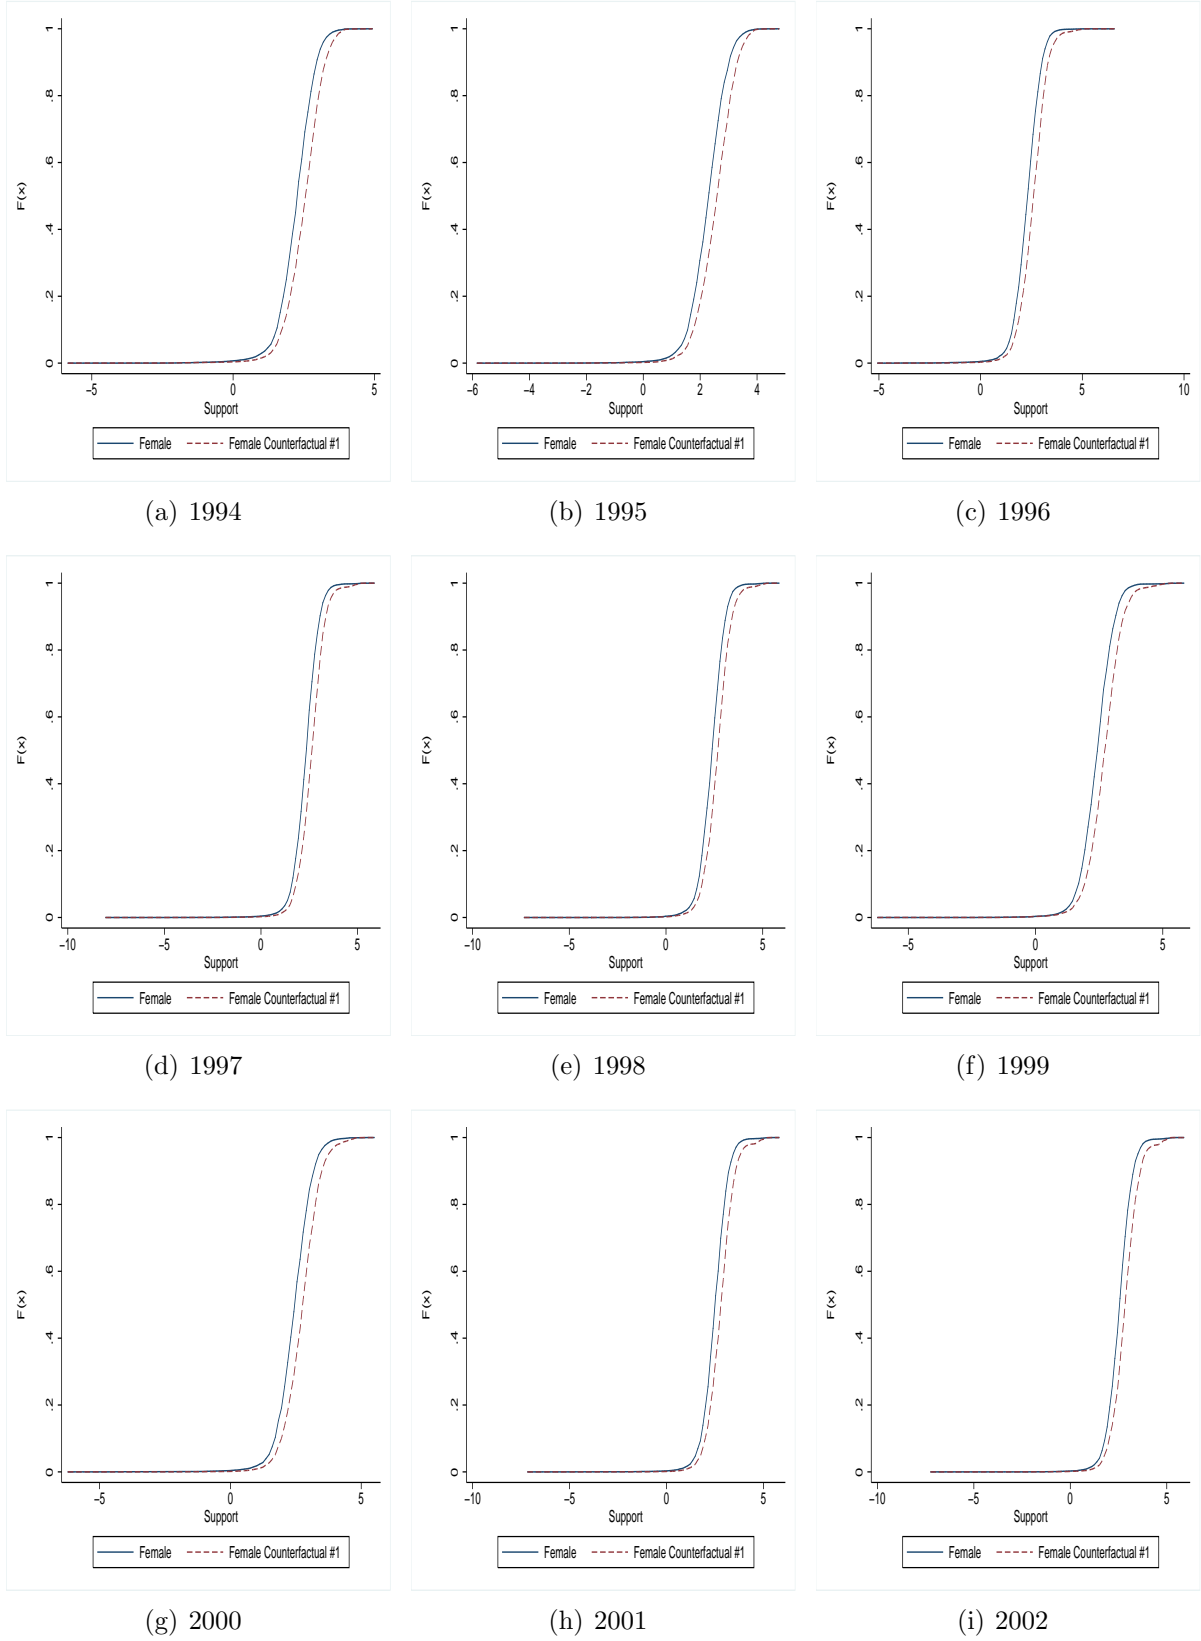 1
.8
.6
.4
.2
0
F(x)
-5 0 5
Support
Female Female Counterfactual #1
(a) 1994
1
.8
.6
.4
.2
0
F(x)
-6 -4 -2 0 2 4
Support
Female Female Counterfactual #1
(b) 1995
1
.8
.6
.4
.2
0
F(x)
-5 0 5 10
Support
Female Female Counterfactual #1
(c) 1996
1
.8
.6
.4
.2
0
F(x)
-10 -5 0 5
Support
Female Female Counterfactual #1
(d) 1997
1
.8
.6
.4
.2
0
F(x)
-10 -5 0 5
Support
Female Female Counterfactual #1
(e) 1998
1
.8
.6
.4
.2
0
F(x)
-5 0 5
Support
Female Female Counterfactual #1
(f) 1999
1
.8
.6
.4
.2
0
F(x)
-5 0 5
Support
Female Female Counterfactual #1
(g) 2000
1
.8
.6
.4
.2
0
F(x)
-10 -5 0 5
Support
Female Female Counterfactual #1
(h) 2001
1
.8
.6
.4
.2
0
F(x)
-10 -5 0 5
Support
Female Female Counterfactual #1
(i) 2002